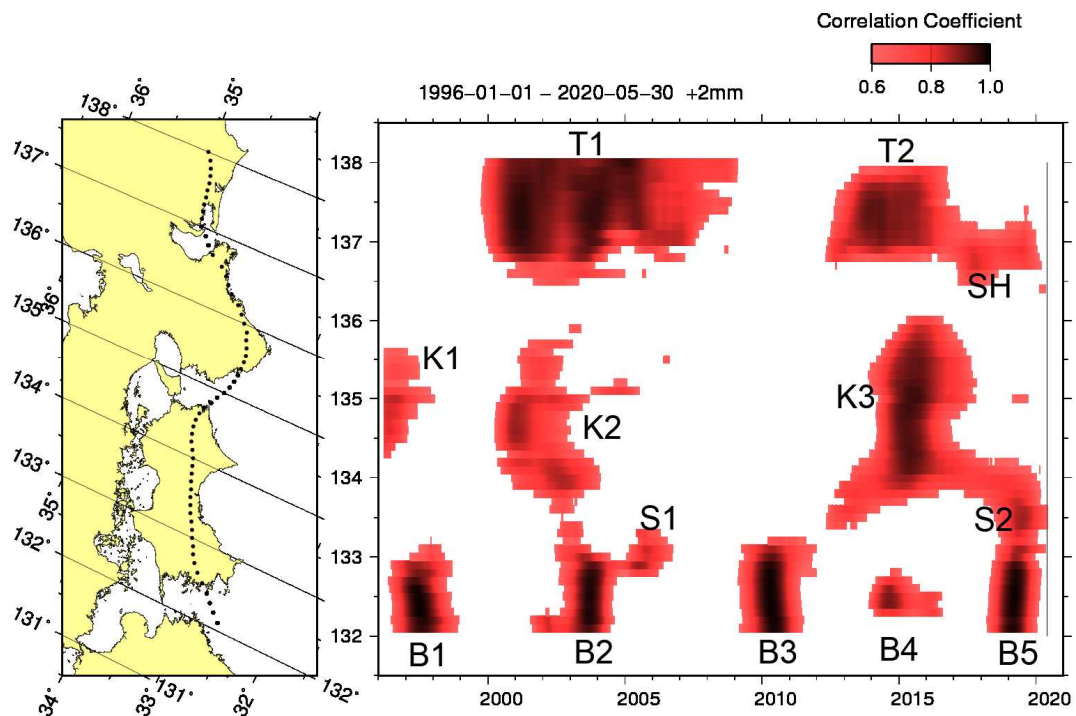 Correlation Coefficient
0.6 0.8 1.0
1996−01−01 − 2020−05−30 +2mm
138° 36° 35°
137°
136°
36°
135°
134°
133°
35°
132°
131°
34° 33° 131° 32° 132°
138
137
136
135
134
133
132
T1
T2
SH
K1
K3
K2
S1
S2
B1 B2 B3 B4 B5
2000 2005 2010 2015 2020